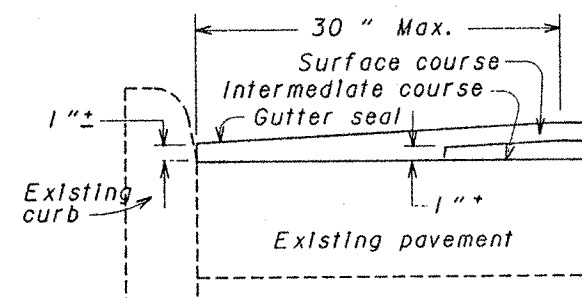 30 " Max.
Surface course
Intermediate course
Gutter seal
1 "±
Existing
curb
1 "+
Existing pavement